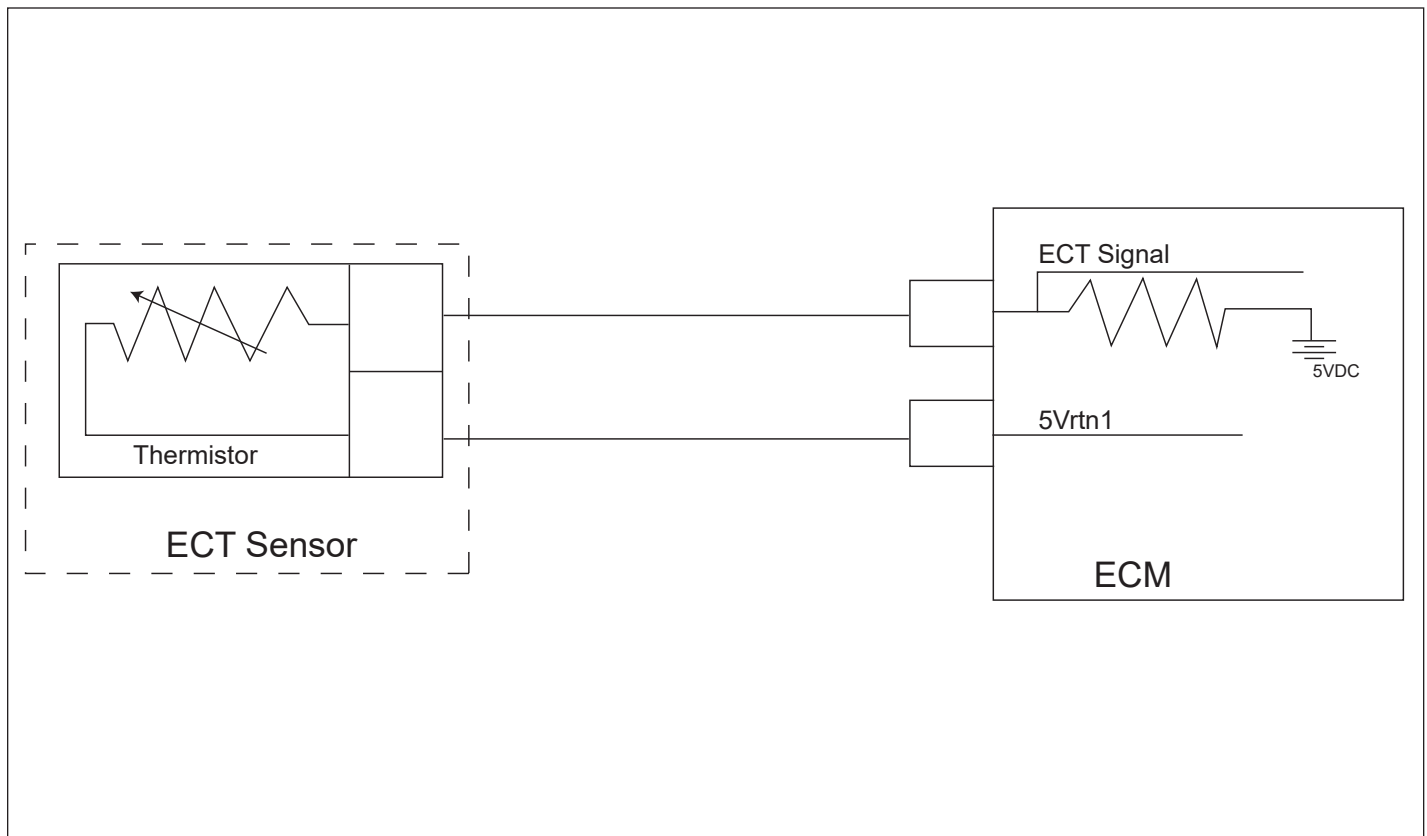 ECT Signal
5VDC
5Vrtn1
Thermistor
ECT Sensor
ECM